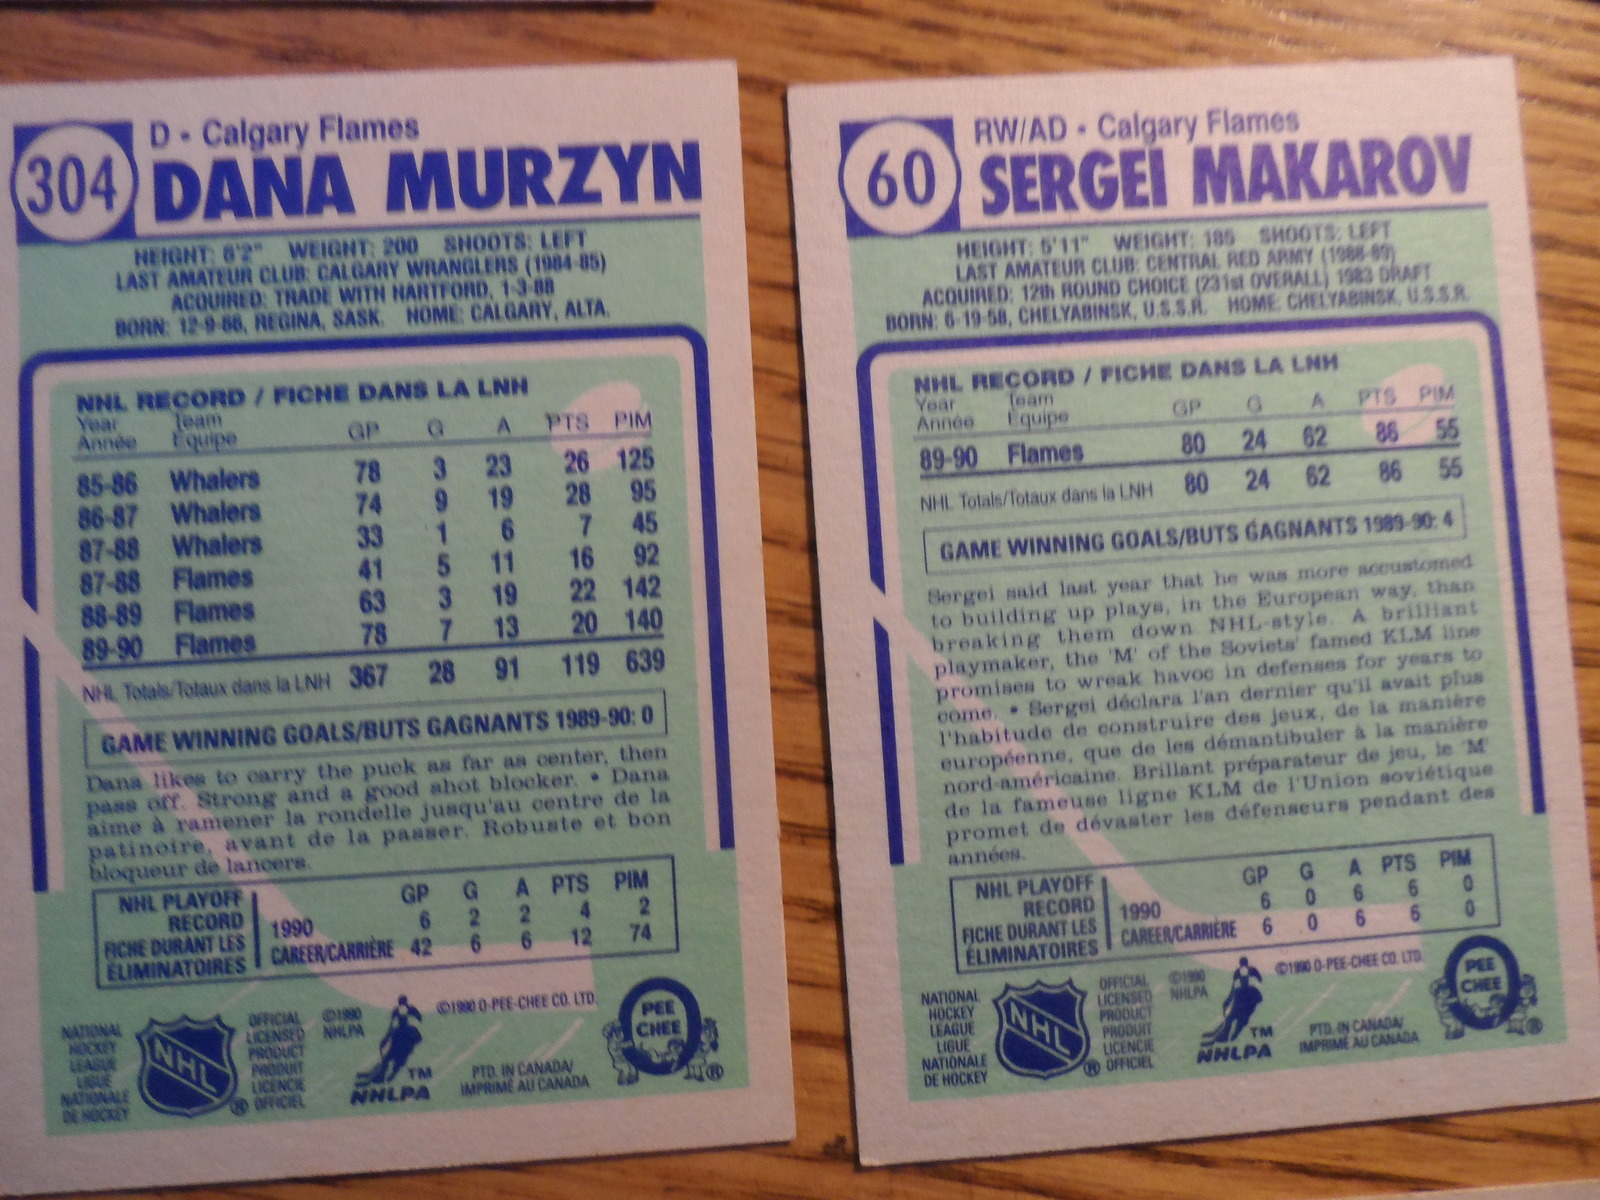 304
D • Calgary Flames
DANA MURZYN
HEIGHT: 6'2" WEIGHT: 200 SHOOTS: LEFT
LAST AMATEUR CLUB: CALGARY WRANGLERS (1984-85)
ACQUIRED: TRADE WITH HARTFORD, 1-3-88
BORN: 12-9-66, REGINA, SASK. HOME: CALGARY, ALTA.
NHL RECORD / FICHE DANS LA LNH
Year Team
Année Équipe GP G A PTS PIM
85-86 Whalers 78 3 23 26 125
86-87 Whalers 74 9 19 28 95
87-88 Whalers 33 1 6 7 45
87-88 Flames 41 5 11 16 92
88-89 Flames 63 3 19 22 142
89-90 Flames 78 7 13 20 140
NHL Totals/Totaux dans la LNH 367 28 91 119 639
GAME WINNING GOALS/BUTS GAGNANTS 1989-90: 0
Dana likes to carry the puck as far as center, then
pass off. Strong and a good shot blocker. • Dana
aime à ramener la rondelle jusqu'au centre de la
patinoire, avant de la passer. Robuste et bon
bloqueur de lancers.
NHL PLAYOFF
RECORD
FICHE DURANT LES
ÉLIMINATOIRES
GP G A PTS PIM
1990 6 2 2 4 2
CAREER/CARRIÈRE 42 6 6 12 74
NATIONAL
HOCKEY
LEAGUE
LIGUE
NATIONALE
DE HOCKEY
NHL
®
OFFICIAL
LICENSED
PRODUCT
PRODUIT
LICENCIE
OFFICIEL
©1990
NHLPA
TM
NHLPA
©1990 O-PEE-CHEE CO. LTD.
PTD. IN CANADA/
IMPRIMÉ AU CANADA
PEE
CHEE
®
60
RW/AD • Calgary Flames
SERGEI MAKAROV
HEIGHT: 5'11" WEIGHT: 185 SHOOTS: LEFT
LAST AMATEUR CLUB: CENTRAL RED ARMY (1988-89)
ACQUIRED: 12th ROUND CHOICE (231st OVERALL) 1983 DRAFT
BORN: 6-19-58, CHELYABINSK, U.S.S.R. HOME: CHELYABINSK, U.S.S.R.
NHL RECORD / FICHE DANS LA LNH
Year Team
Année Équipe GP G A PTS PIM
89-90 Flames 80 24 62 86 55
NHL Totals/Totaux dans la LNH 80 24 62 86 55
GAME WINNING GOALS/BUTS GAGNANTS 1989-90: 4
Sergei said last year that he was more accustomed
to building up plays, in the European way, than
breaking them down NHL-style. A brilliant
playmaker, the 'M' of the Soviets' famed KLM line
promises to wreak havoc in defenses for years to
come. • Sergei déclara l'an dernier qu'il avait plus
l'habitude de construire des jeux, de la manière
européenne, que de les démantibuler à la manière
nord-américaine. Brillant préparateur de jeu, le 'M'
de la fameuse ligne KLM de l'Union soviétique
promet de dévaster les défenseurs pendant des
années.
NHL PLAYOFF
RECORD
FICHE DURANT LES
ÉLIMINATOIRES
GP G A PTS PIM
1990 6 0 6 6 0
CAREER/CARRIÈRE 6 0 6 6 0
NATIONAL
HOCKEY
LEAGUE
LIGUE
NATIONALE
DE HOCKEY
NHL
®
OFFICIAL
LICENSED
PRODUCT
PRODUIT
LICENCIE
OFFICIEL
©1990
NHLPA
TM
NHLPA
©1990 O-PEE-CHEE CO. LTD.
PTD. IN CANADA/
IMPRIMÉ AU CANADA
PEE
CHEE
®